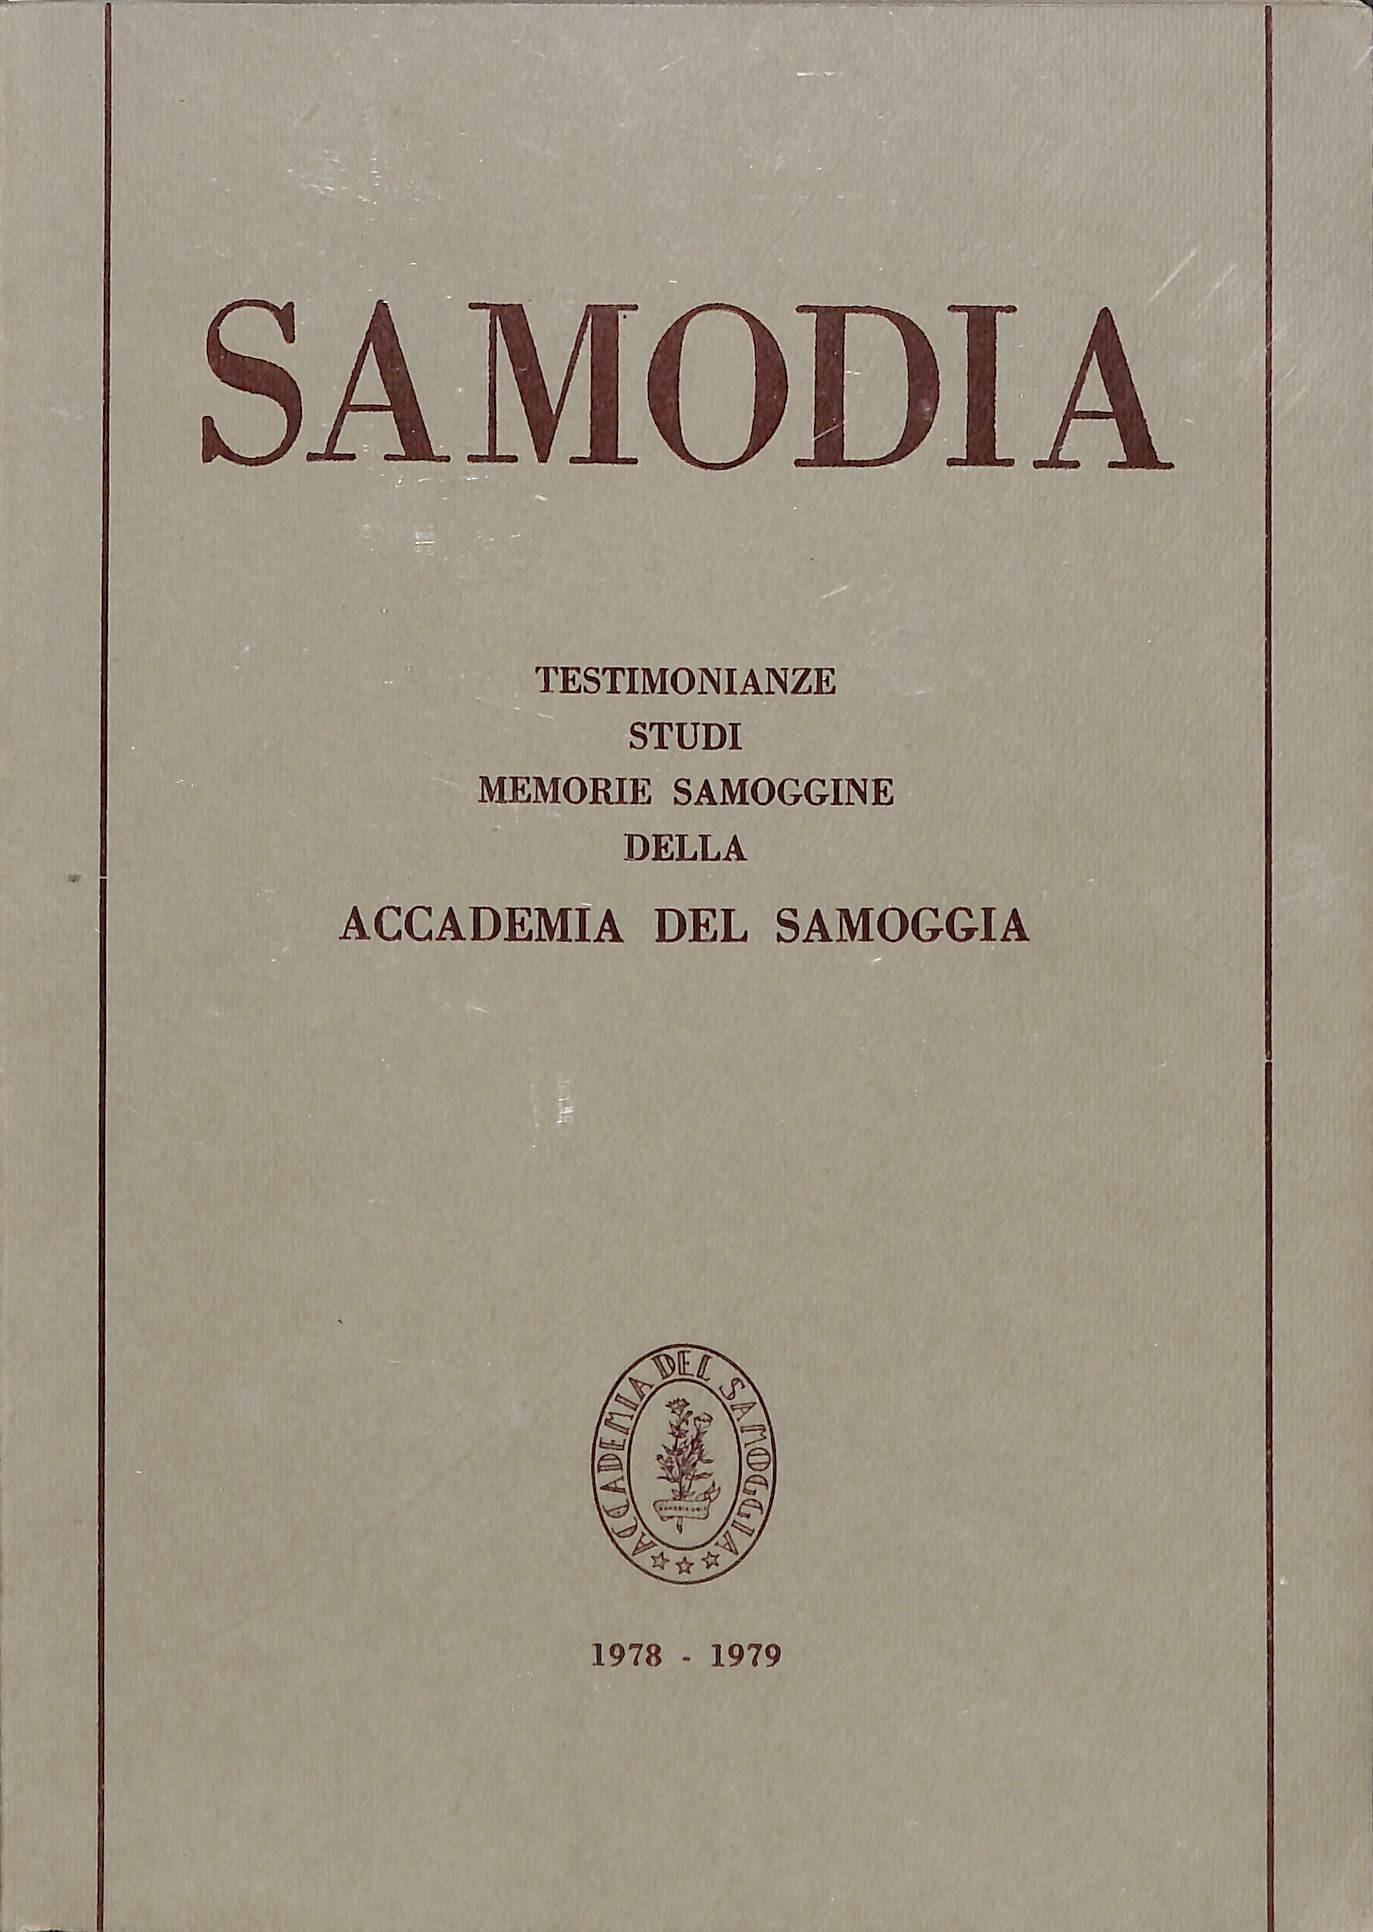 SAMODIA
TESTIMONIANZE
STUDI
MEMORIE SAMOGGINE
DELLA
ACCADEMIA DEL SAMOGGIA
ACCADEMIA DEL SAMOGGIA
1978 - 1979